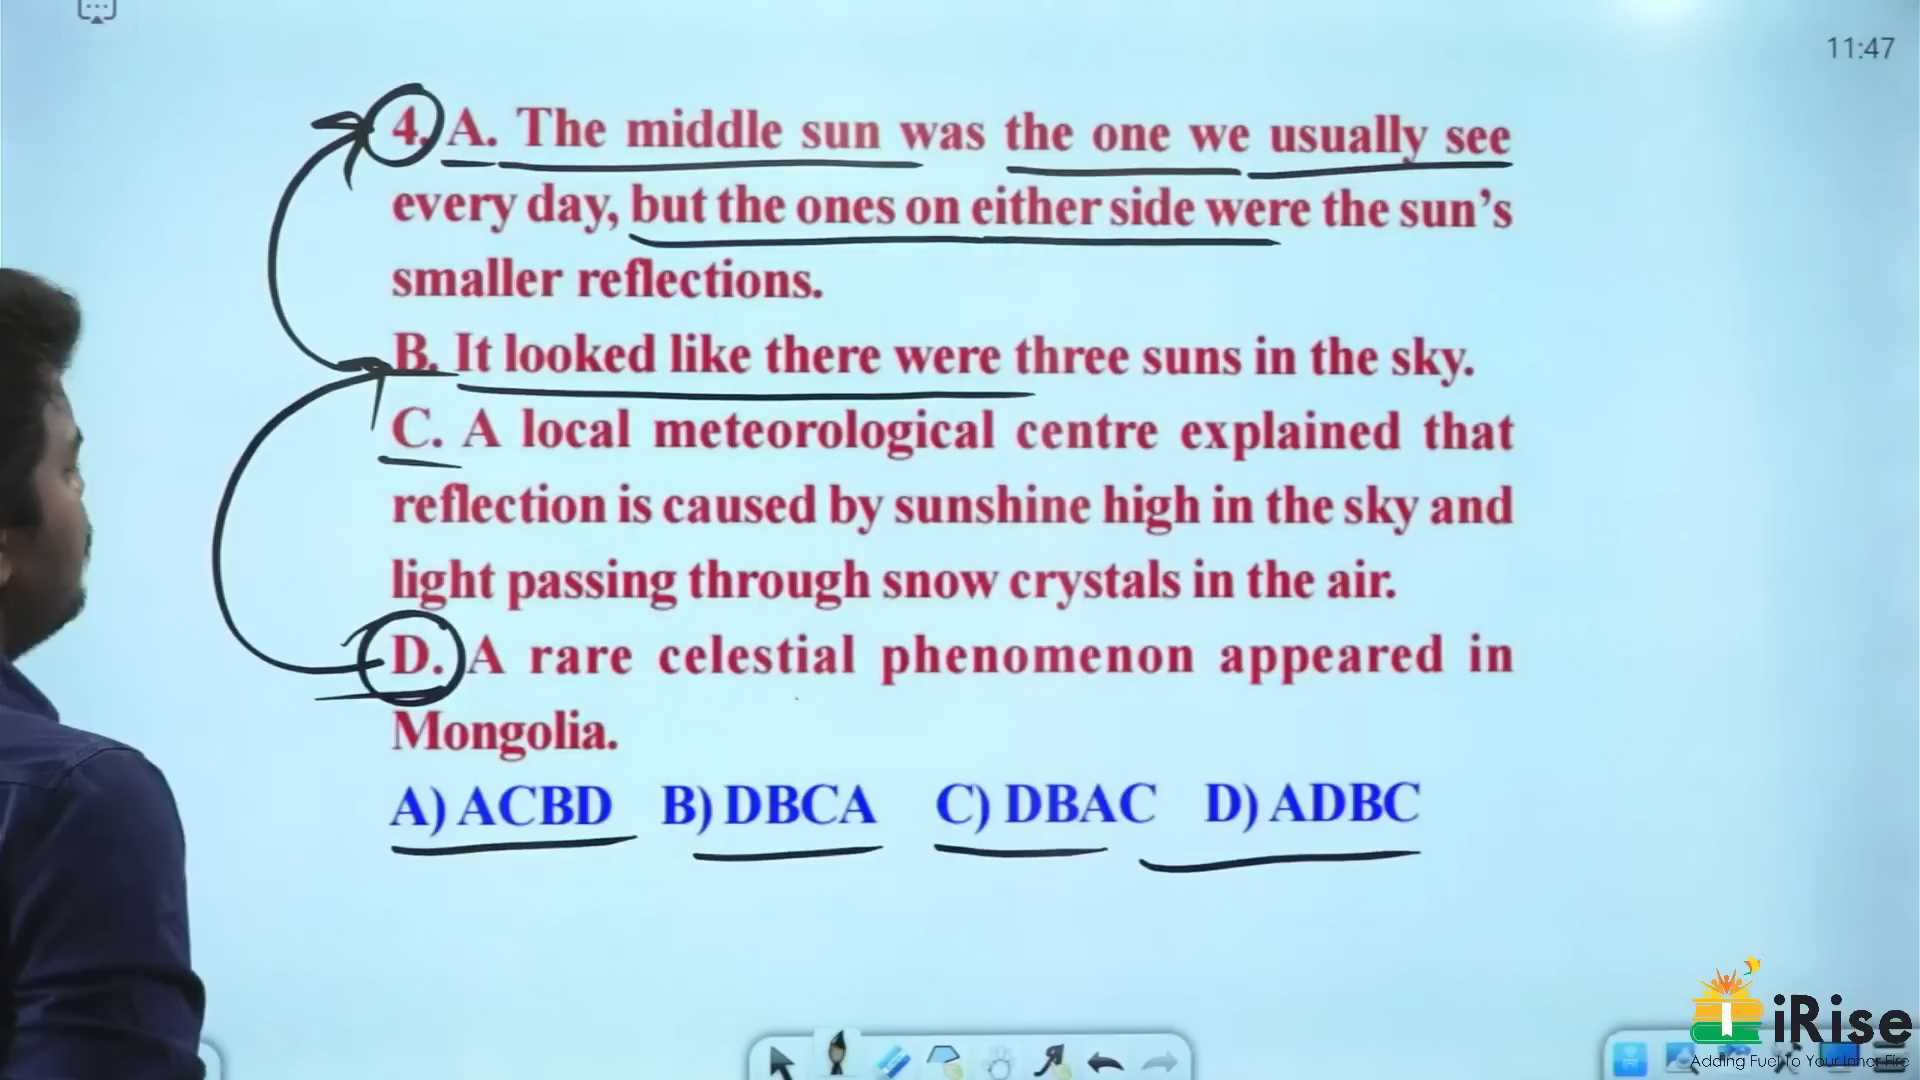 11:47
4. A. The middle sun was the one we usually see
every day, but the ones on either side were the sun’s
smaller reflections.
B. It looked like there were three suns in the sky.
C. A local meteorological centre explained that
reflection is caused by sunshine high in the sky and
light passing through snow crystals in the air.
D. A rare celestial phenomenon appeared in
Mongolia.
A) ACBD B) DBCA C) DBAC D) ADBC
iRise
Adding Fuel To Your Inner Fire